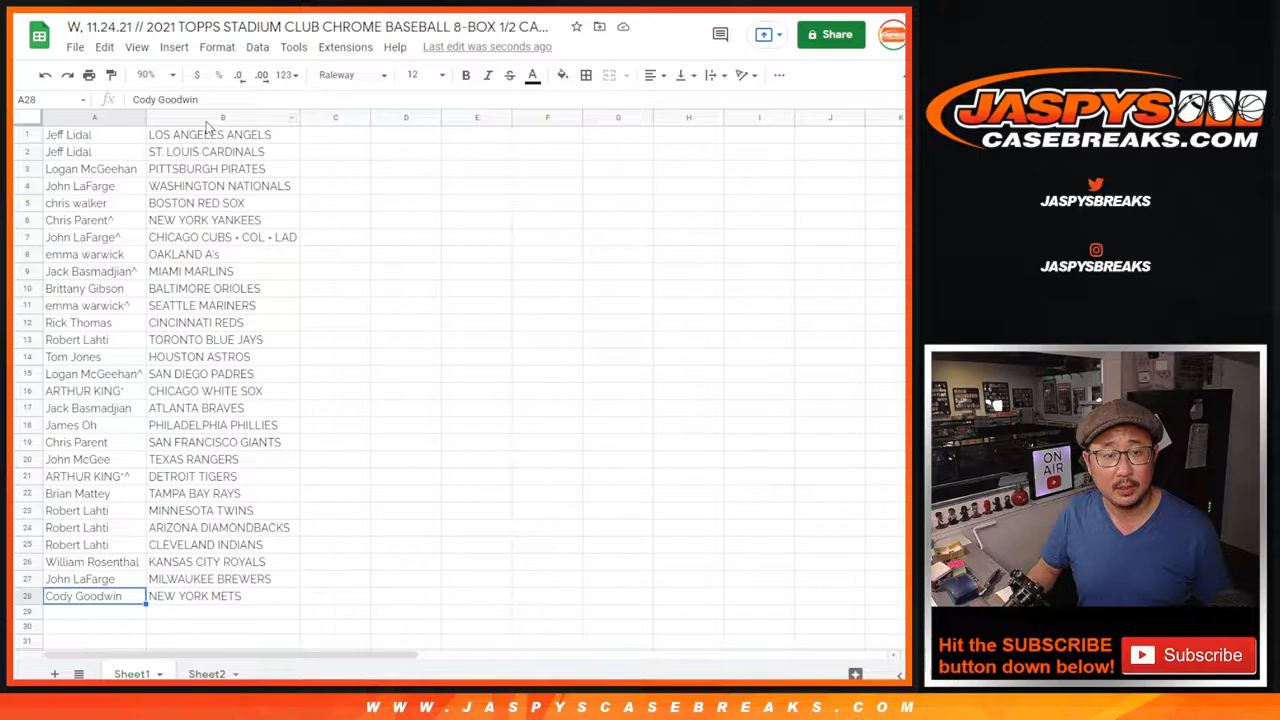 W, 11.24.21 // 2021 TOPPS STADIUM CLUB CHROME BASEBALL 8-BOX 1/2 CA...
File Edit View Insert Format Data Tools Extensions Help Last edit was seconds ago
Share
90% $ % .0 .00 123 Raleway 12 B I S A
A28 fx Cody Goodwin
A B C D E F G H I J K
1 Jeff Lidal LOS ANGELES ANGELS
2 Jeff Lidal ST. LOUIS CARDINALS
3 Logan McGeehan PITTSBURGH PIRATES
4 John LaFarge WASHINGTON NATIONALS
5 chris walker BOSTON RED SOX
6 Chris Parent^ NEW YORK YANKEES
7 John LaFarge^ CHICAGO CUBS + COL + LAD
8 emma warwick OAKLAND A's
9 Jack Basmadjian^ MIAMI MARLINS
10 Brittany Gibson BALTIMORE ORIOLES
11 emma warwick^ SEATTLE MARINERS
12 Rick Thomas CINCINNATI REDS
13 Robert Lahti TORONTO BLUE JAYS
14 Tom Jones HOUSTON ASTROS
15 Logan McGeehan^ SAN DIEGO PADRES
16 ARTHUR KING* CHICAGO WHITE SOX
17 Jack Basmadjian ATLANTA BRAVES
18 James Oh PHILADELPHIA PHILLIES
19 Chris Parent SAN FRANCISCO GIANTS
20 John McGee TEXAS RANGERS
21 ARTHUR KING*^ DETROIT TIGERS
22 Brian Mattey TAMPA BAY RAYS
23 Robert Lahti MINNESOTA TWINS
24 Robert Lahti ARIZONA DIAMONDBACKS
25 Robert Lahti CLEVELAND INDIANS
26 William Rosenthal KANSAS CITY ROYALS
27 John LaFarge MILWAUKEE BREWERS
28 Cody Goodwin NEW YORK METS
29
30
31
Sheet1 Sheet2
JASPYS
CASEBREAKS.COM
JASPYSBREAKS
JASPYSBREAKS
ON
AIR
Hit the SUBSCRIBE
button down below!
Subscribe
WWW.JASPYSCASEBREAKS.COM